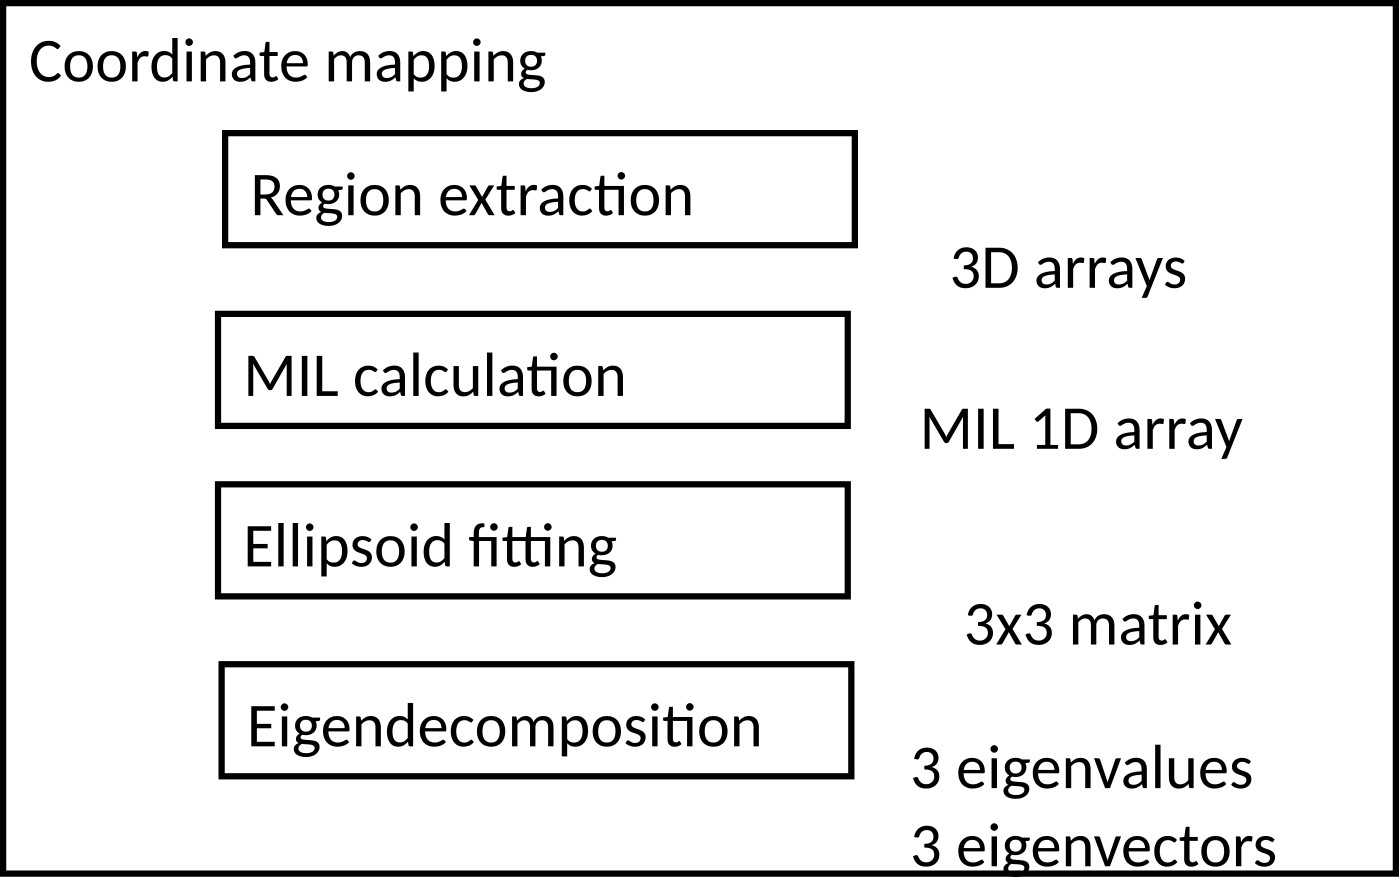 Coordinate mapping
Region extraction
3D arrays
MIL calculation
MIL 1D array
Ellipsoid fitting
3x3 matrix
Eigendecomposition
3 eigenvalues
3 eigenvectors